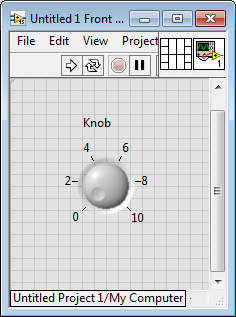 Untitled 1 Front ...
File Edit View Project
1
Knob
4 6
2 8
0 10
Untitled Project 1/My Computer